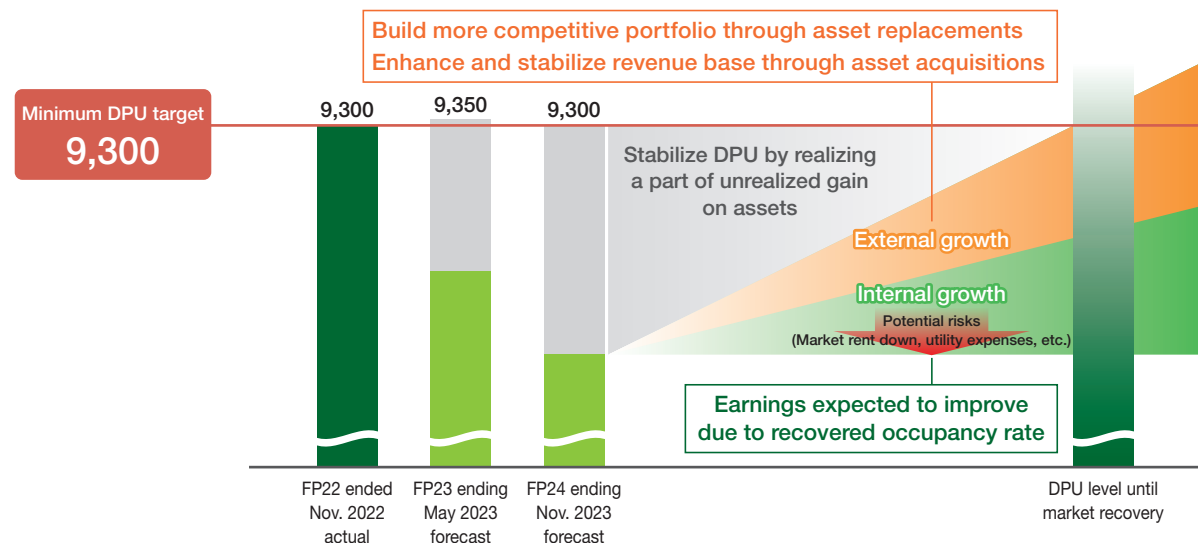 Build more competitive portfolio through asset replacements
Enhance and stabilize revenue base through asset acquisitions
Minimum DPU target
9,300
9,300
9,350
9,300
Stabilize DPU by realizing
a part of unrealized gain
on assets
External growth
Internal growth
Potential risks
(Market rent down, utility expenses, etc.)
Earnings expected to improve
due to recovered occupancy rate
FP22 ended
Nov. 2022
actual
FP23 ending
May 2023
forecast
FP24 ending
Nov. 2023
forecast
DPU level until
market recovery